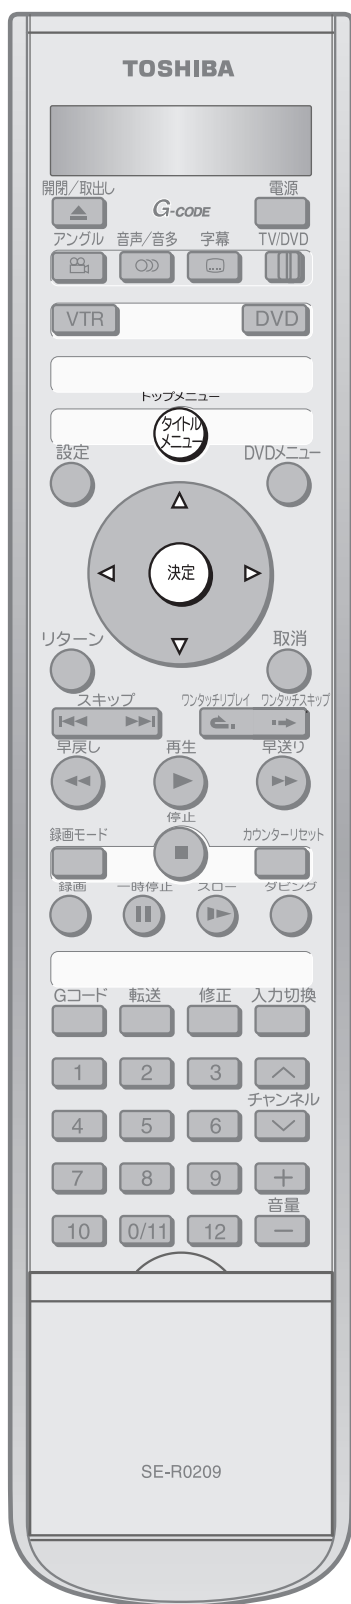 TOSHIBA
開閉/取出し 電源
G-CODE
アングル 音声/音多 字幕 TV/DVD
VTR DVD
トップメニュー
タイトル
メニュー
設定 DVDメニュー
決定
リターン 取消
スキップ ワンタッチリプレイ ワンタッチスキップ
早戻し 再生 早送り
停止
録画モード カウンターリセット
録画 一時停止 スロー ダビング
Gコード 転送 修正 入力切換
1 2 3
チャンネル
4 5 6
7 8 9 +
音量
10 0/11 12 −
SE-R0209